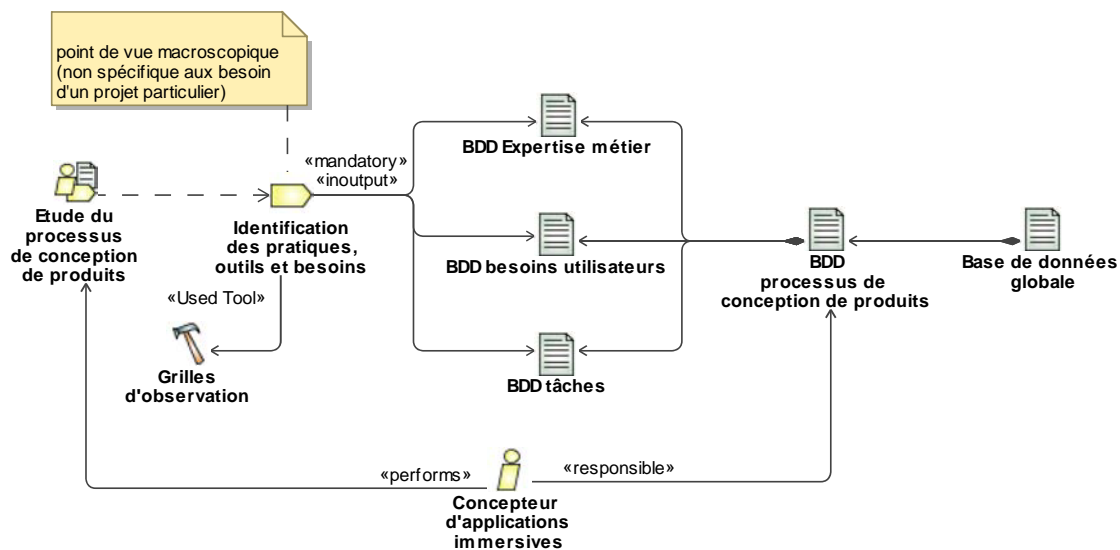 point de vue macroscopique
(non spécifique aux besoin
d'un projet particulier)
BDD Expertise métier
«mandatory»
«inoutput»
Etude du
processus
de conception
de produits
Identification
des pratiques,
outils et besoins
BDD besoins utilisateurs
BDD
processus de
conception de produits
Base de données
globale
«Used Tool»
Grilles
d'observation
BDD tâches
«performs»
«responsible»
Concepteur
d'applications
immersives